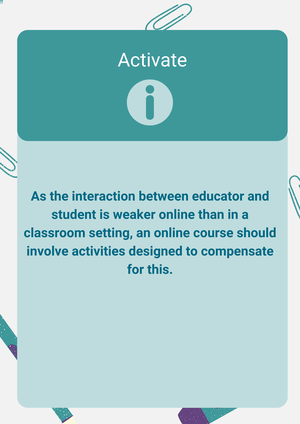 Activate
As the interaction between educator and
student is weaker online than in a
classroom setting, an online course should
involve activities designed to compensate
for this.